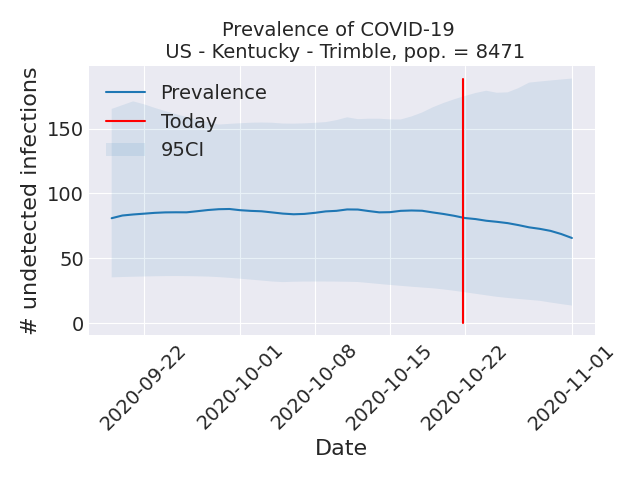 Prevalence of COVID-19
US - Kentucky - Trimble, pop. = 8471
# undetected infections
150
100
50
0
Prevalence
Today
95CI
2020-09-22
2020-10-01
2020-10-08
2020-10-15
2020-10-22
2020-11-01
Date